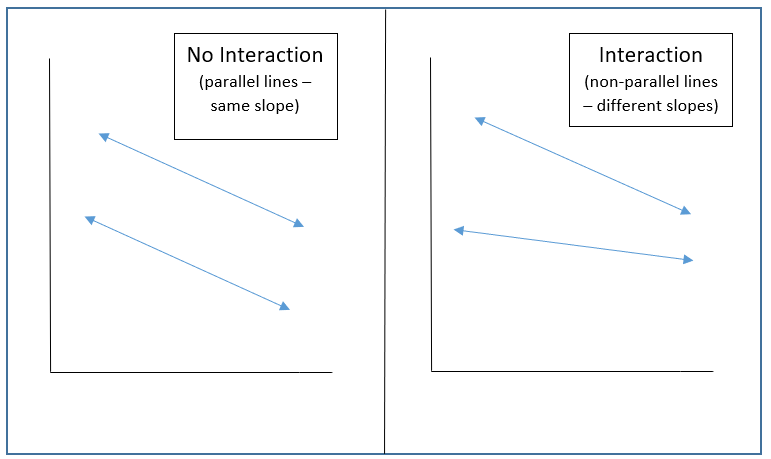 No Interaction
(parallel lines –
same slope)
Interaction
(non-parallel lines
– different slopes)